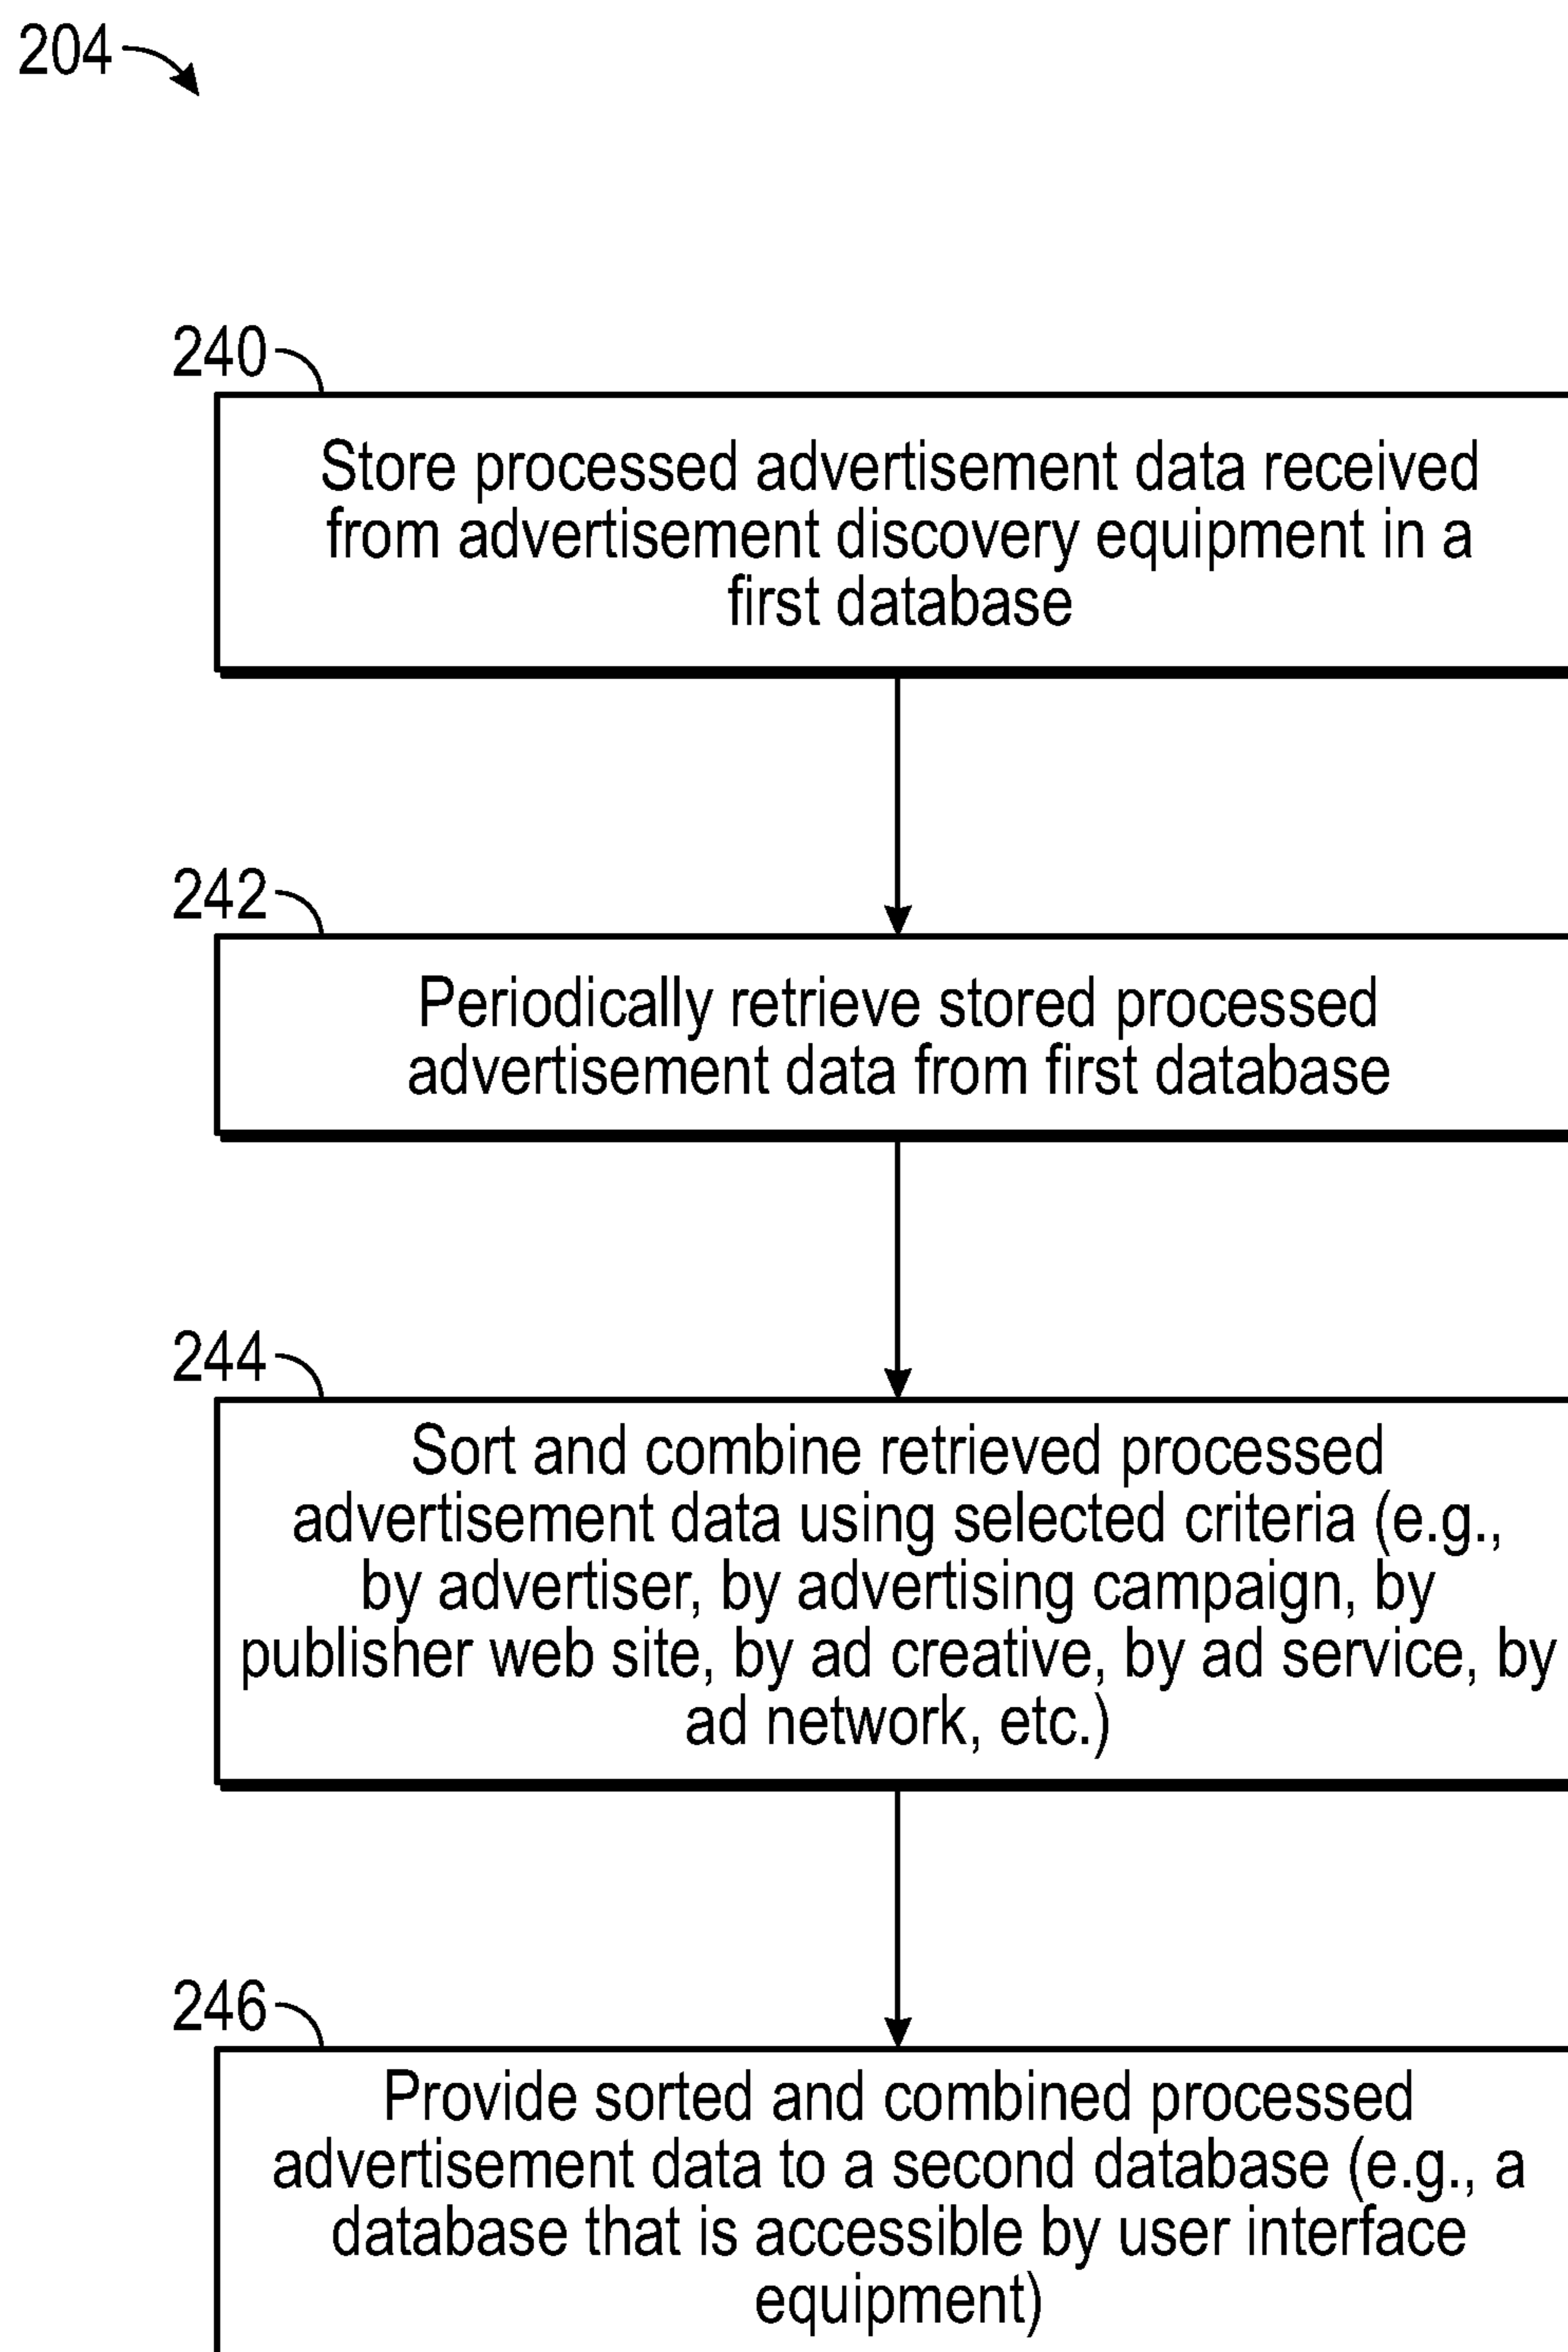 204
240
Store processed advertisement data received
from advertisement discovery equipment in a
first database
242
Periodically retrieve stored processed
advertisement data from first database
244
Sort and combine retrieved processed
advertisement data using selected criteria (e.g.,
by advertiser, by advertising campaign, by
publisher web site, by ad creative, by ad service, by
ad network, etc.)
246
Provide sorted and combined processed
advertisement data to a second database (e.g., a
database that is accessible by user interface
equipment)